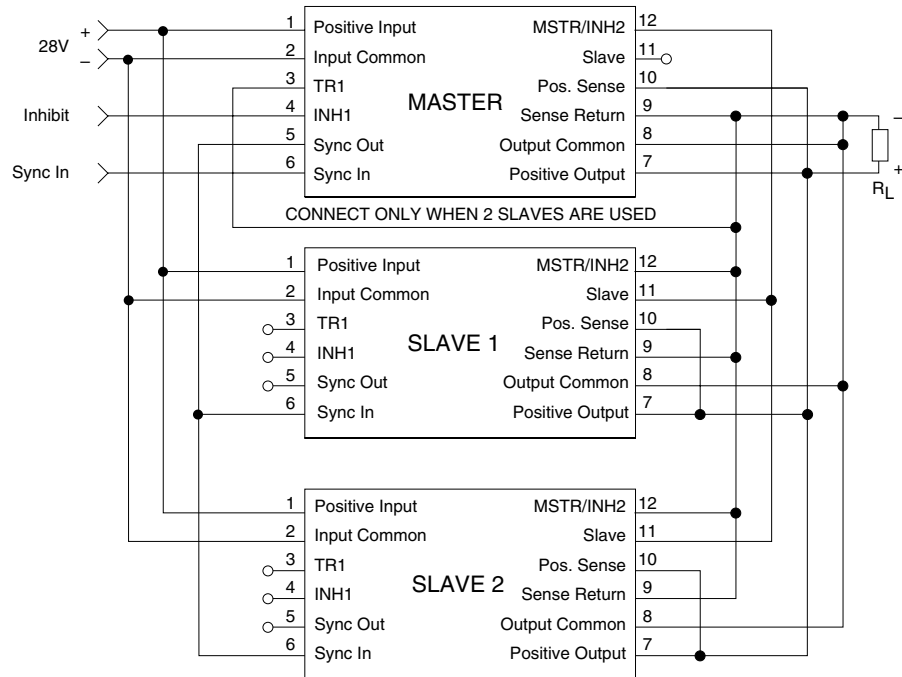 28V
+
–
Inhibit
Sync In
1 Positive Input MSTR/INH2 12
2 Input Common Slave 11
3 TR1 Pos. Sense 10
4 INH1 MASTER Sense Return 9
5 Sync Out Output Common 8
6 Sync In Positive Output 7
–
+
RL
CONNECT ONLY WHEN 2 SLAVES ARE USED
1 Positive Input MSTR/INH2 12
2 Input Common Slave 11
3 TR1 Pos. Sense 10
4 INH1 SLAVE 1 Sense Return 9
5 Sync Out Output Common 8
6 Sync In Positive Output 7
1 Positive Input MSTR/INH2 12
2 Input Common Slave 11
3 TR1 Pos. Sense 10
4 INH1 SLAVE 2 Sense Return 9
5 Sync Out Output Common 8
6 Sync In Positive Output 7